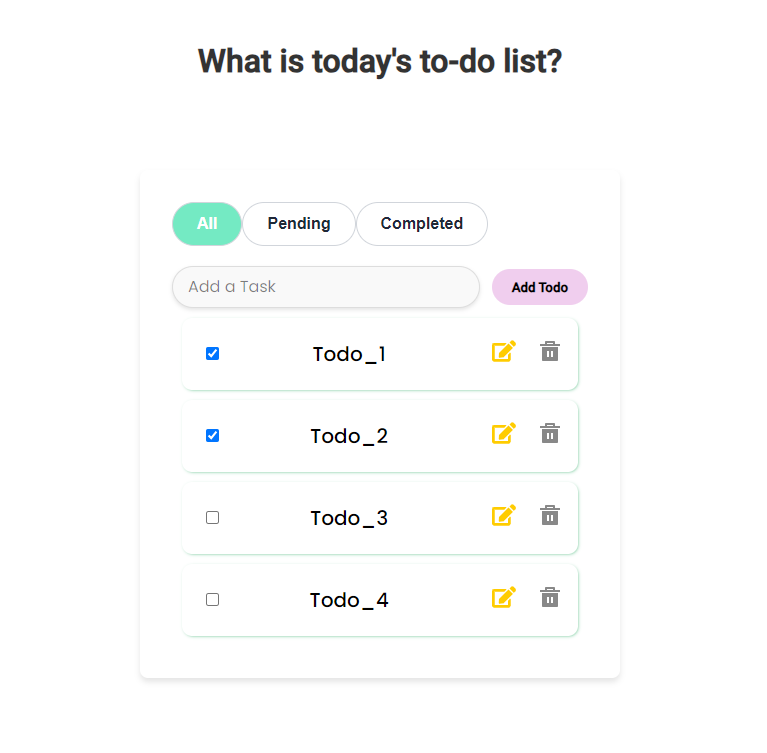 What is today's to-do list?
All Pending Completed
Add a Task Add Todo
Todo_1
Todo_2
Todo_3
Todo_4